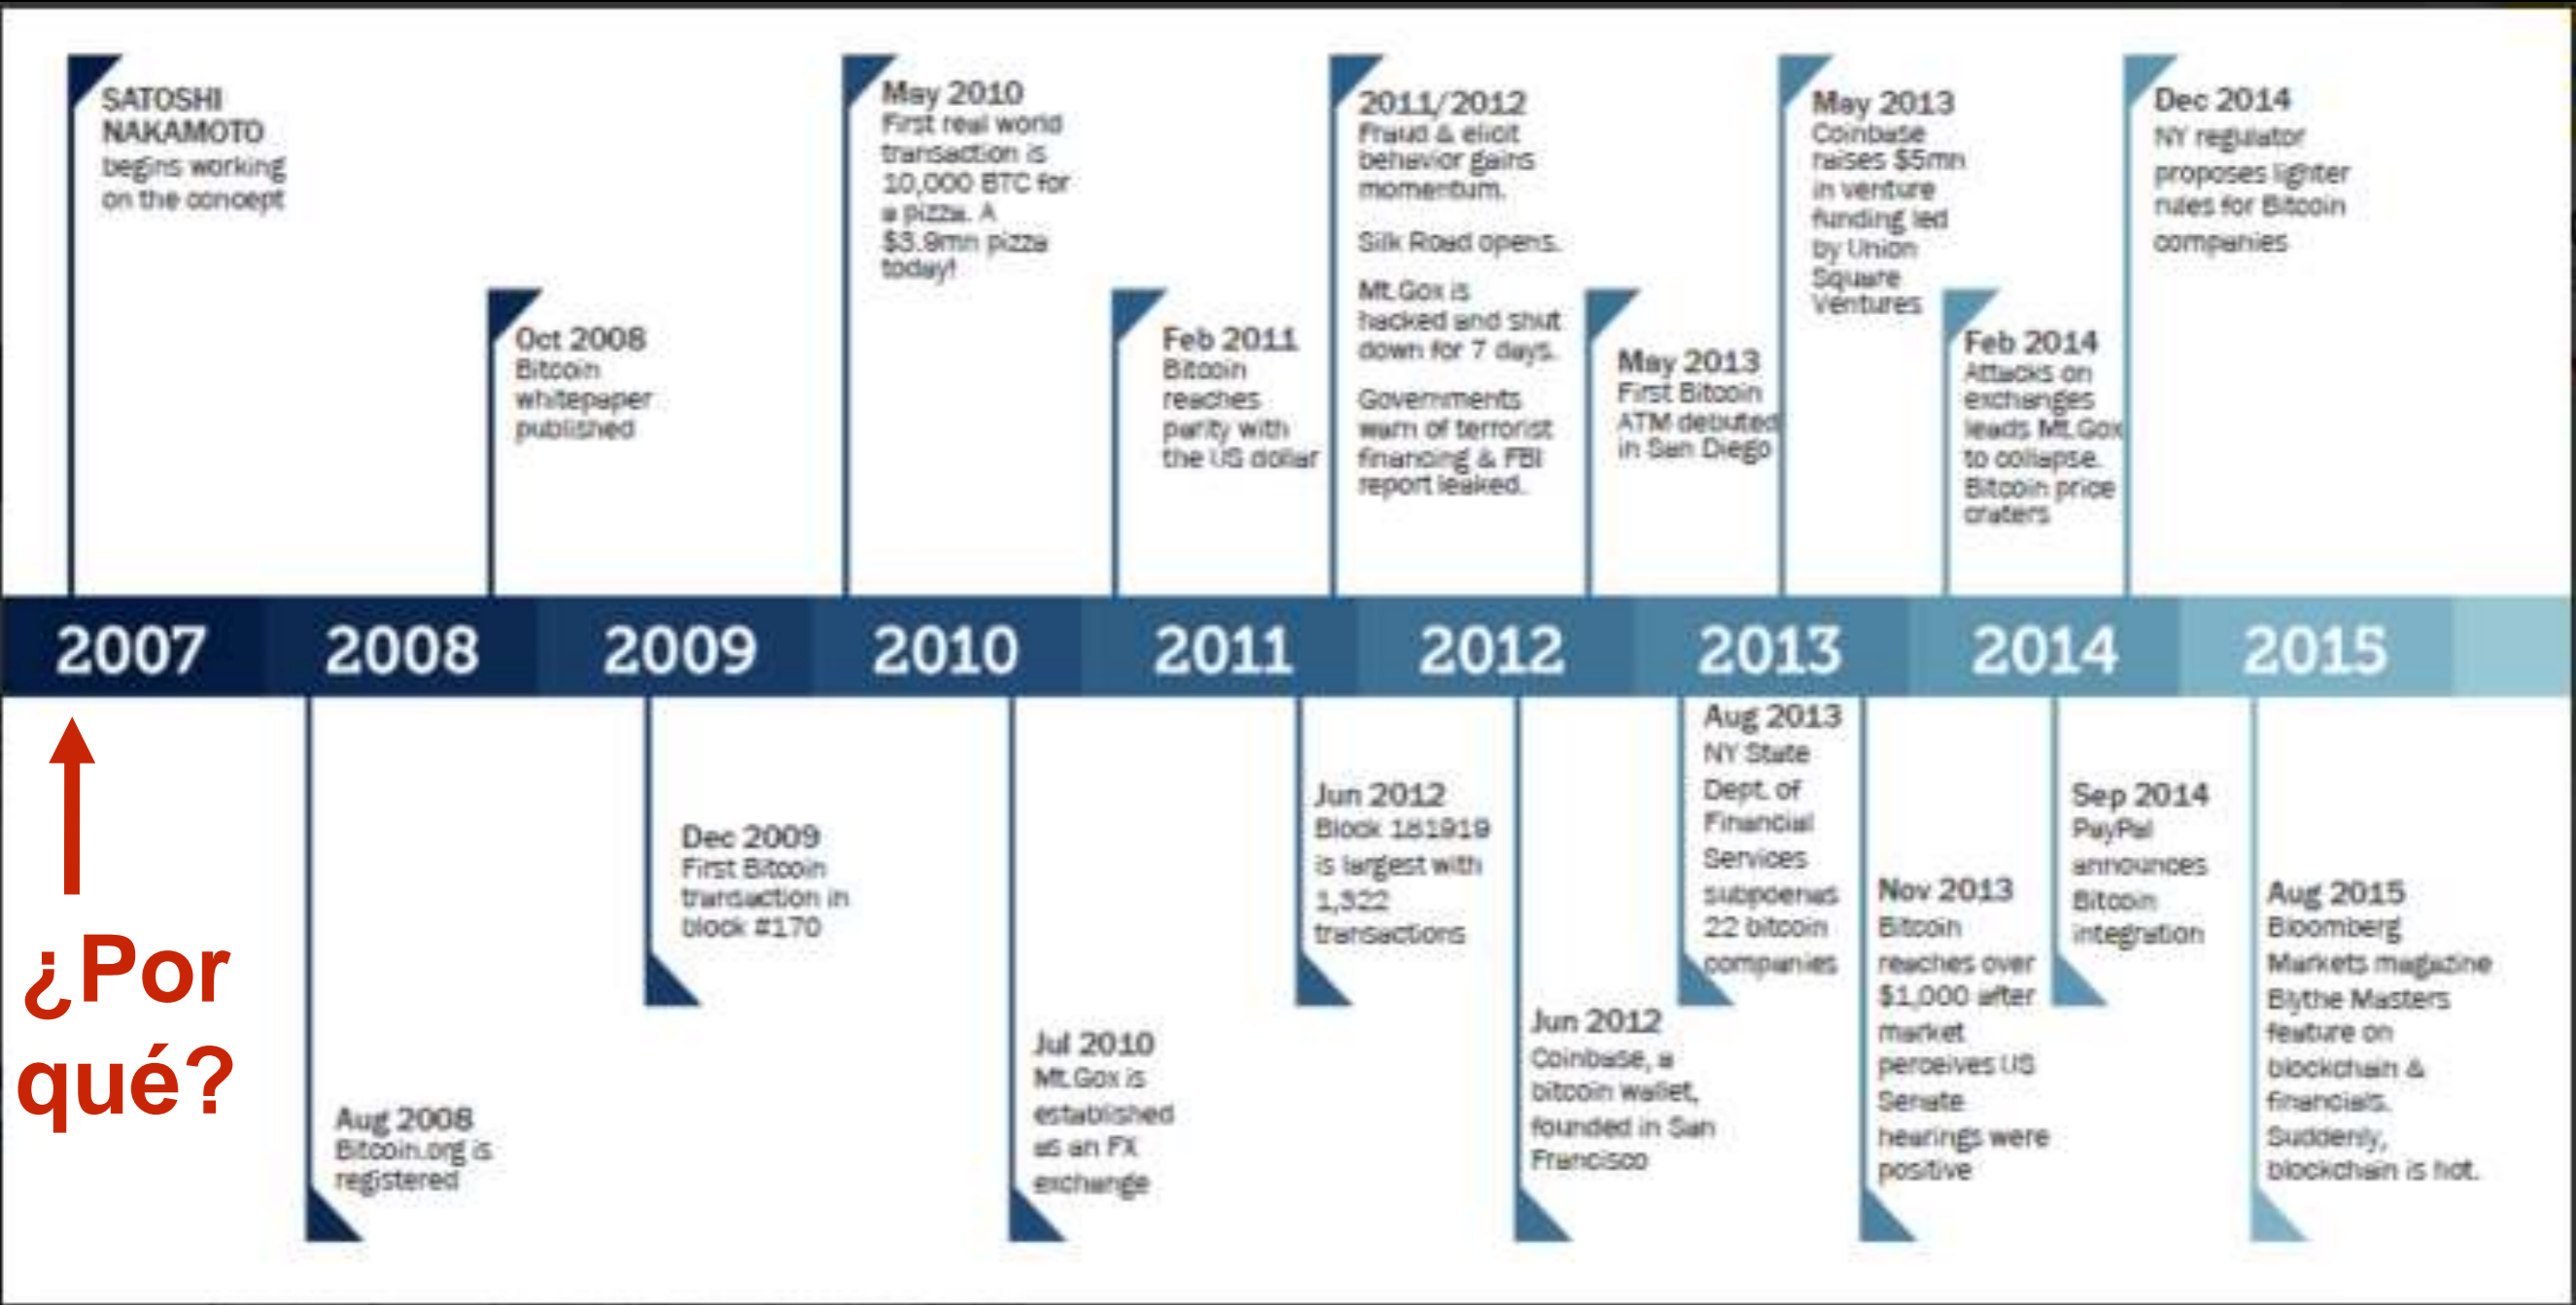 SATOSHI
NAKAMOTO
begins working
on the concept
Oct 2008
Bitcoin
whitepaper
published
May 2010
First real world
transaction is
10,000 BTC for
a pizza. A
$3.9mn pizza
today!
Feb 2011
Bitcoin
reaches
parity with
the US dollar
2011/2012
Fraud & elicit
behavior gains
momentum.
Silk Road opens.
Mt.Gox is
hacked and shut
down for 7 days.
Governments
warn of terrorist
financing & FBI
report leaked.
May 2013
First Bitcoin
ATM debuted
in San Diego
May 2013
Coinbase
raises $5mn
in venture
funding led
by Union
Square
Ventures
Feb 2014
Attacks on
exchanges
leads Mt.Gox
to collapse.
Bitcoin price
craters
Dec 2014
NY regulator
proposes lighter
rules for Bitcoin
companies
2007 2008 2009 2010 2011 2012 2013 2014 2015
¿Por
qué?
Aug 2008
Bitcoin.org is
registered
Dec 2009
First Bitcoin
transaction in
block #170
Jul 2010
Mt.Gox is
established
as an FX
exchange
Jun 2012
Block 181919
is largest with
1,322
transactions
Jun 2012
Coinbase, a
bitcoin wallet,
founded in San
Francisco
Aug 2013
NY State
Dept. of
Financial
Services
subpoenas
22 bitcoin
companies
Nov 2013
Bitcoin
reaches over
$1,000 after
market
perceives US
Senate
hearings were
positive
Sep 2014
PayPal
announces
Bitcoin
integration
Aug 2015
Bloomberg
Markets magazine
Blythe Masters
feature on
blockchain &
financials.
Suddenly,
blockchain is hot.